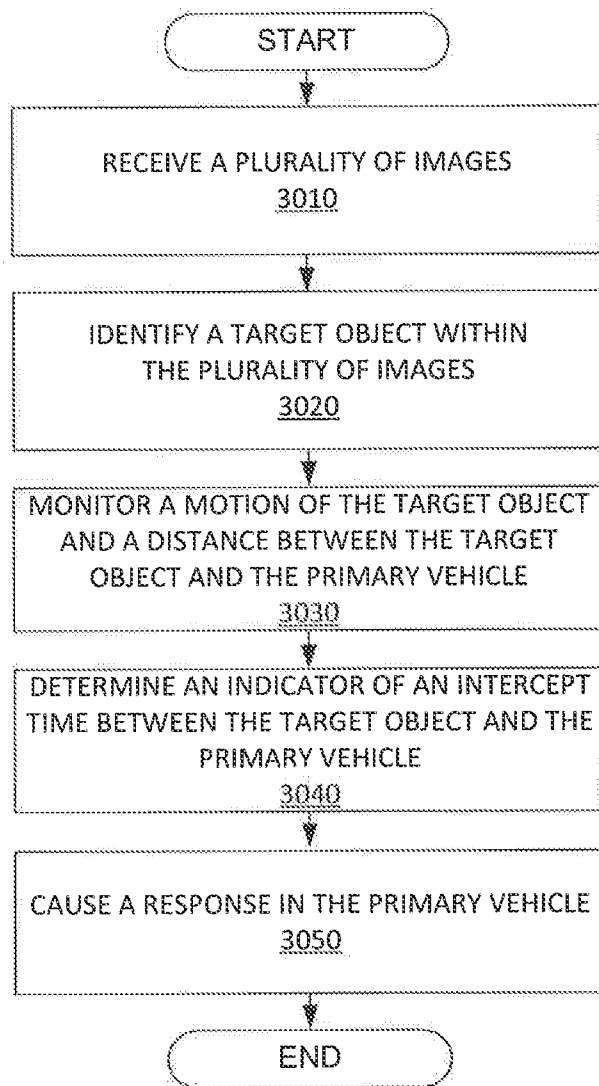 START
RECEIVE A PLURALITY OF IMAGES
3010
IDENTIFY A TARGET OBJECT WITHIN
THE PLURALITY OF IMAGES
3020
MONITOR A MOTION OF THE TARGET OBJECT
AND A DISTANCE BETWEEN THE TARGET
OBJECT AND THE PRIMARY VEHICLE
3030
DETERMINE AN INDICATOR OF AN INTERCEPT
TIME BETWEEN THE TARGET OBJECT AND THE
PRIMARY VEHICLE
3040
CAUSE A RESPONSE IN THE PRIMARY VEHICLE
3050
END